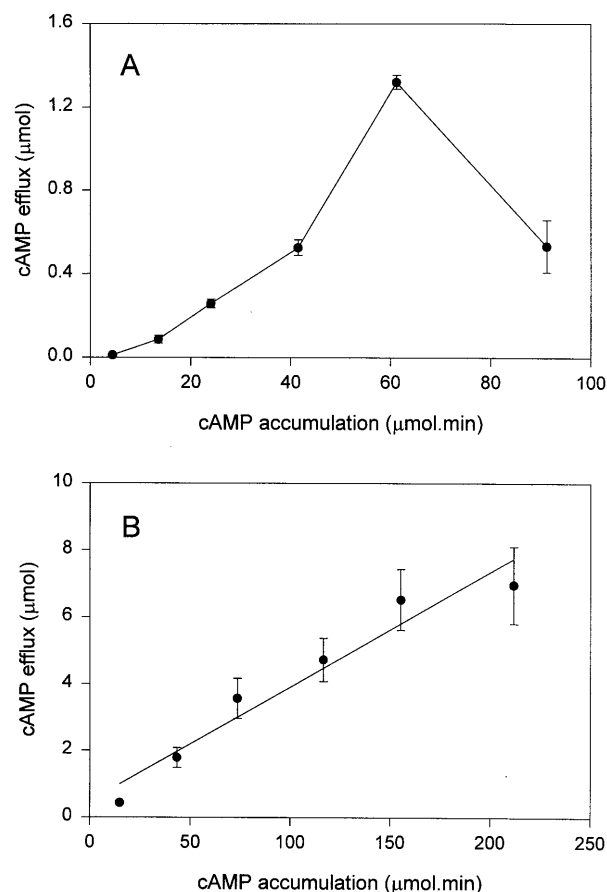 A
cAMP efflux (μmol)
1.6
1.2
0.8
0.4
0.0
0 20 40 60 80 100
cAMP accumulation (μmol.min)
B
cAMP efflux (μmol)
10
8
6
4
2
0
0 50 100 150 200 250
cAMP accumulation (μmol.min)